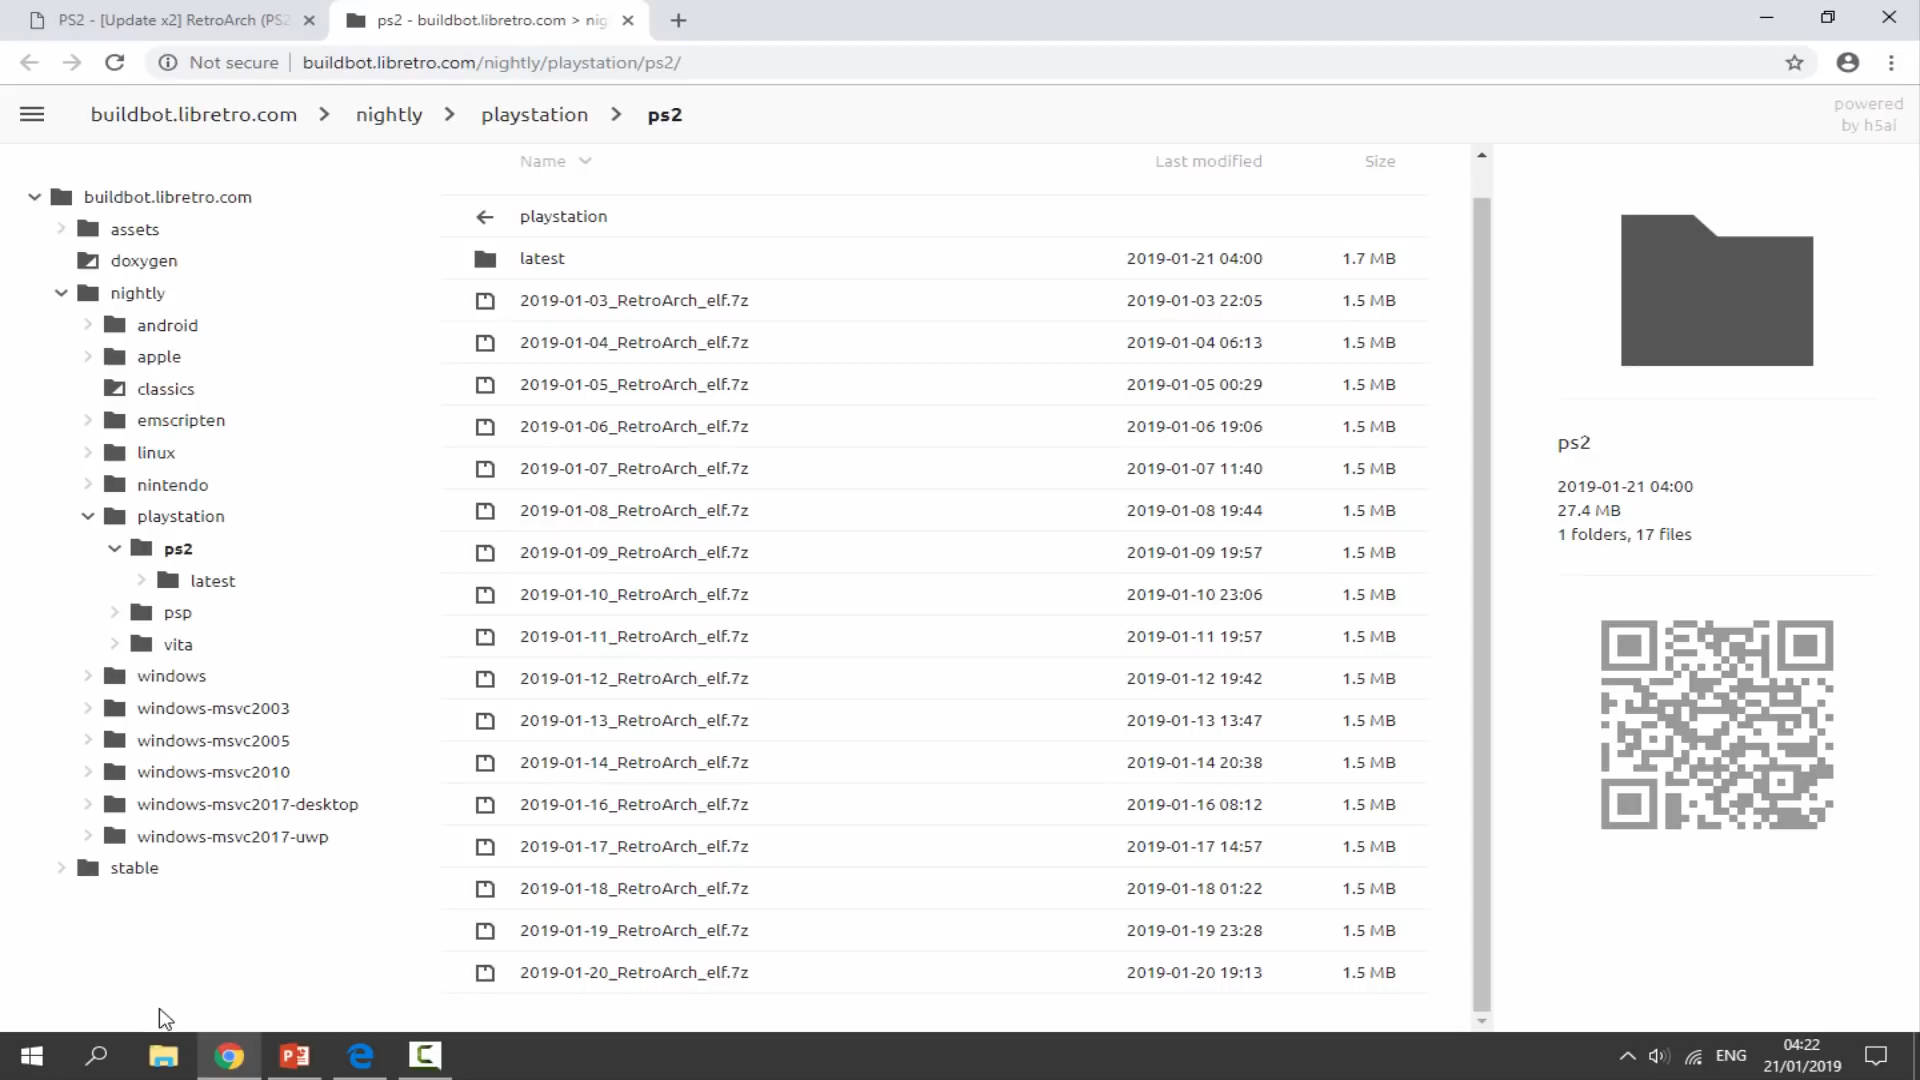 PS2 - [Update x2] RetroArch (PS2
ps2 - buildbot.libretro.com > nig
Not secure
buildbot.libretro.com/nightly/playstation/ps2/
buildbot.libretro.com > nightly > playstation > ps2
powered
by h5ai
Name Last modified Size
playstation
latest 2019-01-21 04:00 1.7 MB
2019-01-03_RetroArch_elf.7z 2019-01-03 22:05 1.5 MB
2019-01-04_RetroArch_elf.7z 2019-01-04 06:13 1.5 MB
2019-01-05_RetroArch_elf.7z 2019-01-05 00:29 1.5 MB
2019-01-06_RetroArch_elf.7z 2019-01-06 19:06 1.5 MB
2019-01-07_RetroArch_elf.7z 2019-01-07 11:40 1.5 MB
2019-01-08_RetroArch_elf.7z 2019-01-08 19:44 1.5 MB
2019-01-09_RetroArch_elf.7z 2019-01-09 19:57 1.5 MB
2019-01-10_RetroArch_elf.7z 2019-01-10 23:06 1.5 MB
2019-01-11_RetroArch_elf.7z 2019-01-11 19:57 1.5 MB
2019-01-12_RetroArch_elf.7z 2019-01-12 19:42 1.5 MB
2019-01-13_RetroArch_elf.7z 2019-01-13 13:47 1.5 MB
2019-01-14_RetroArch_elf.7z 2019-01-14 20:38 1.5 MB
2019-01-16_RetroArch_elf.7z 2019-01-16 08:12 1.5 MB
2019-01-17_RetroArch_elf.7z 2019-01-17 14:57 1.5 MB
2019-01-18_RetroArch_elf.7z 2019-01-18 01:22 1.5 MB
2019-01-19_RetroArch_elf.7z 2019-01-19 23:28 1.5 MB
2019-01-20_RetroArch_elf.7z 2019-01-20 19:13 1.5 MB
buildbot.libretro.com
assets
doxygen
nightly
android
apple
classics
emscripten
linux
nintendo
playstation
ps2
latest
psp
vita
windows
windows-msvc2003
windows-msvc2005
windows-msvc2010
windows-msvc2017-desktop
windows-msvc2017-uwp
stable
ps2
2019-01-21 04:00
27.4 MB
1 folders, 17 files
ENG
04:22
21/01/2019